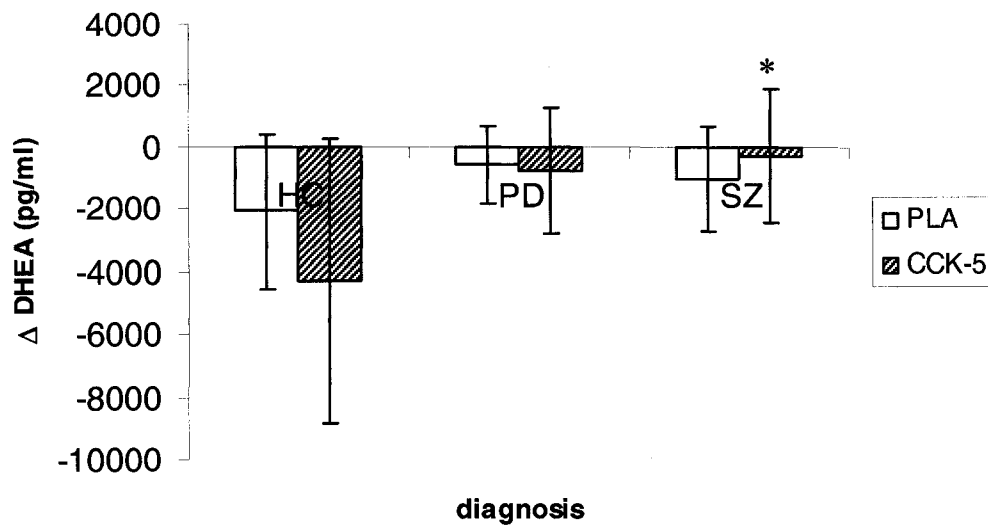 4000
2000
0
-2000
-4000
-6000
-8000
-10000
Δ DHEA (pg/ml)
*
HC PD SZ
PLA
CCK-5
diagnosis